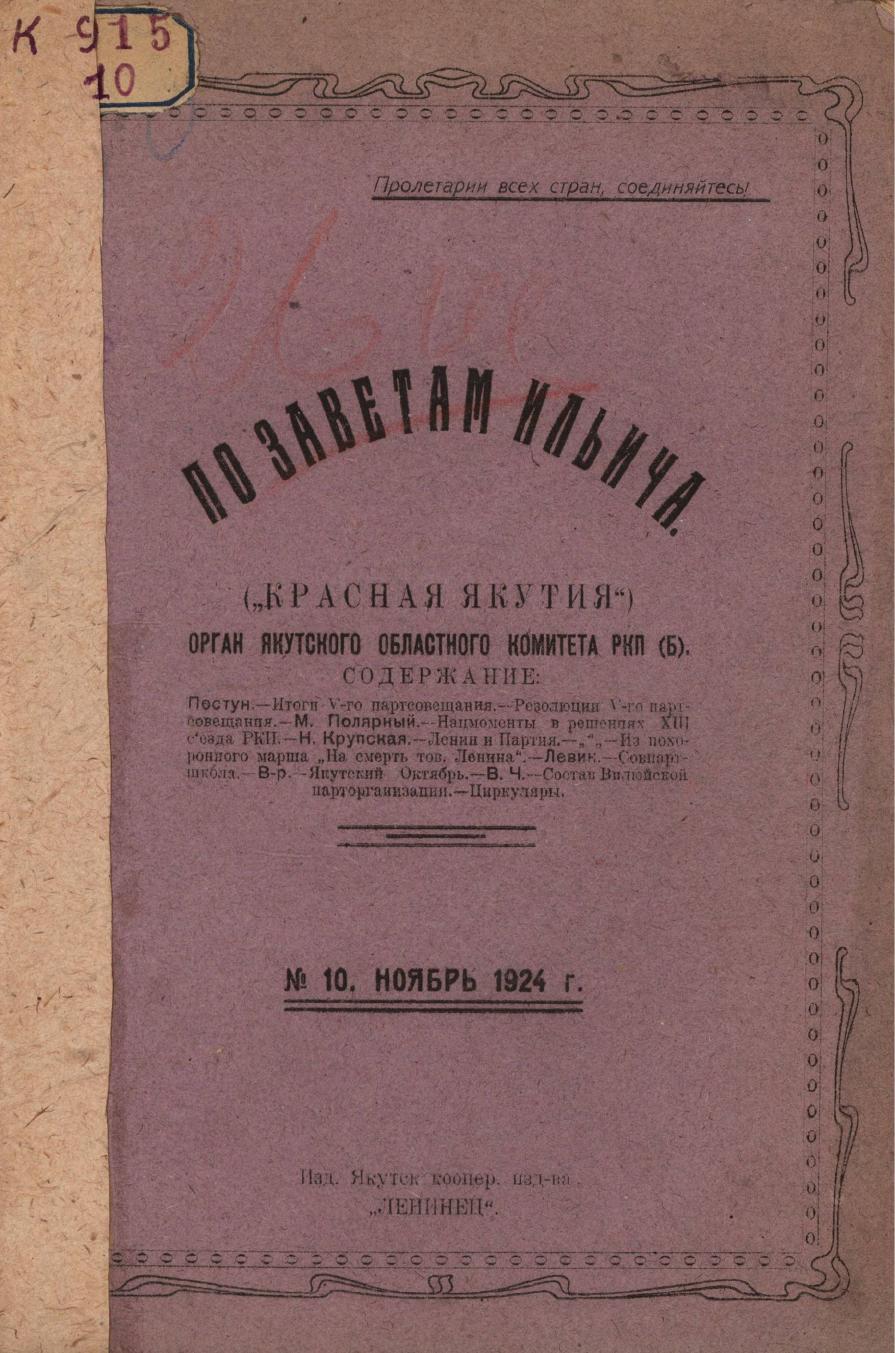 К 915
10
Пролетарии всех стран, соединяйтесь!
ПО ЗАВЕТАМ ИЛЬИЧА.
(„КРАСНАЯ ЯКУТИЯ“)
ОРГАН ЯКУТСКОГО ОБЛАСТНОГО КОМИТЕТА РКП (Б).
СОДЕРЖАНИЕ:
Пестун.—Итоги V-го партсовещания.—Резолюции V-го парт-
совещания.—М. Полярный.—Нацмоменты в решениях XIII
с'езда РКП.—Н. Крупская.—Ленин и Партия.—„“„—Из похо-
ронного марша „На смерть тов. Ленина“.—Левин.—Совпарт-
школа.—В-р.—Якутский Октябрь.—В. Ч.—Состав Вилюйской
парторганизации.—Циркуляры.
№ 10. НОЯБРЬ 1924 г.
Изд. Якутск коопер. изд-ва
„ЛЕНИНЕЦ“.